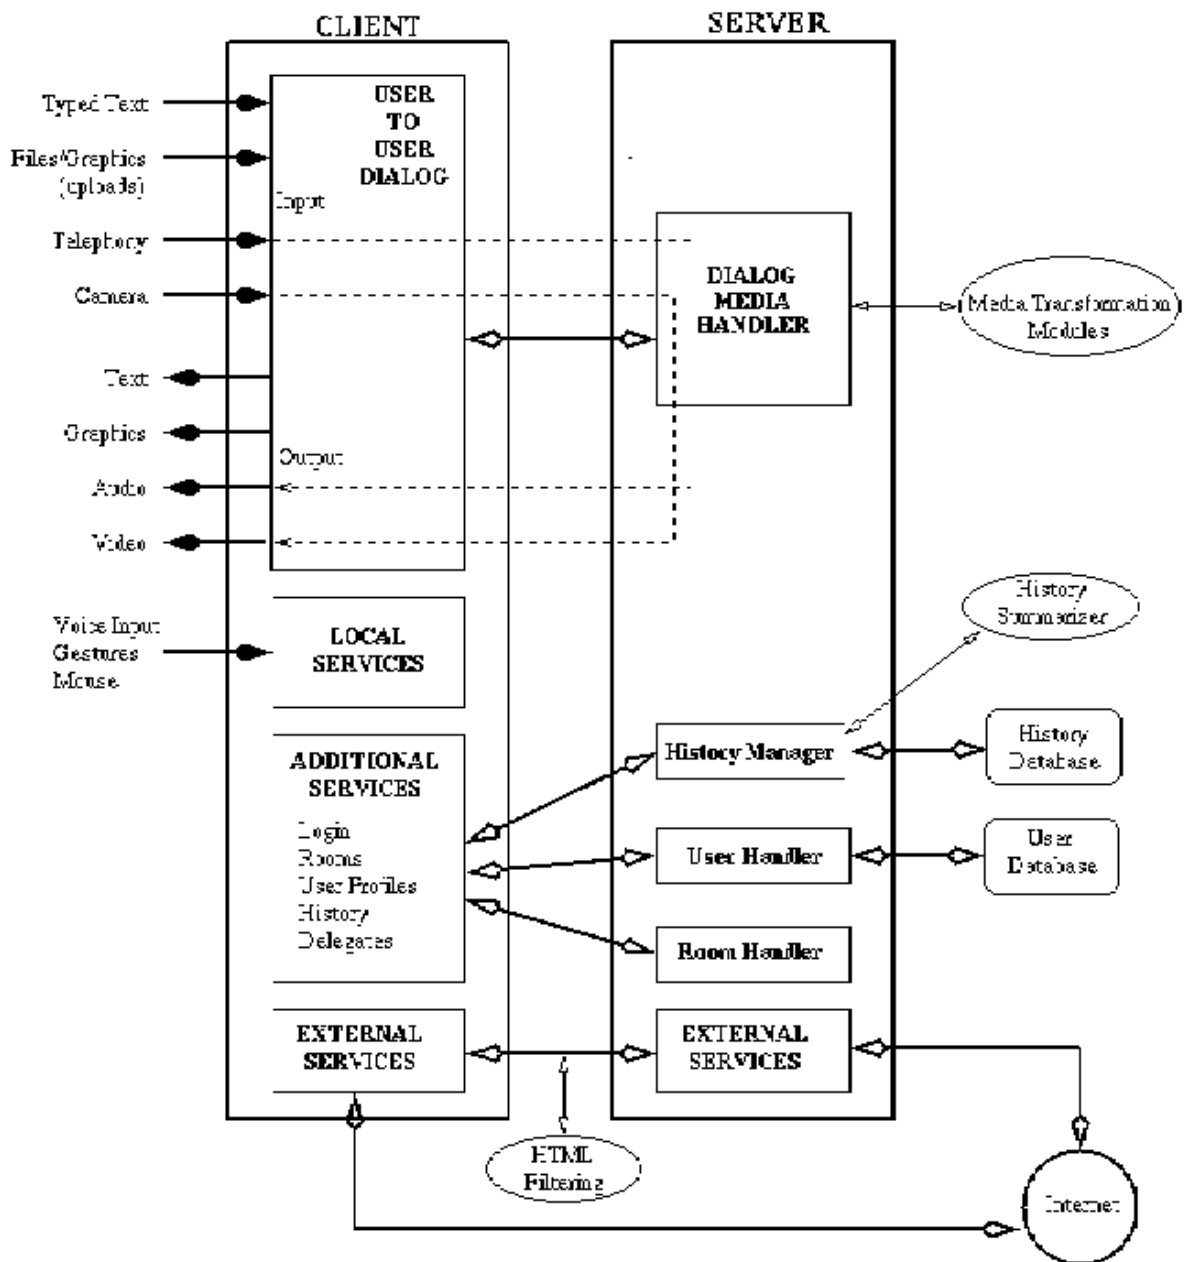 CLIENT
SERVER
Typed Text
Files/Graphics
(uploads)
Telephony
Camera
Text
Graphics
Audio
Video
USER
TO
USER
DIALOG
Input
Output
DIALOG
MEDIA
HANDLER
Media Transformation
Modules
Voice Input
Gestures
Mouse
LOCAL
SERVICES
History
Summarizer
ADDITIONAL
SERVICES
Login
Rooms
User Profiles
History
Delegates
History Manager
History
Database
User Handler
User
Database
Room Handler
EXTERNAL
SERVICES
EXTERNAL
SERVICES
HTML
Filtering
Internet